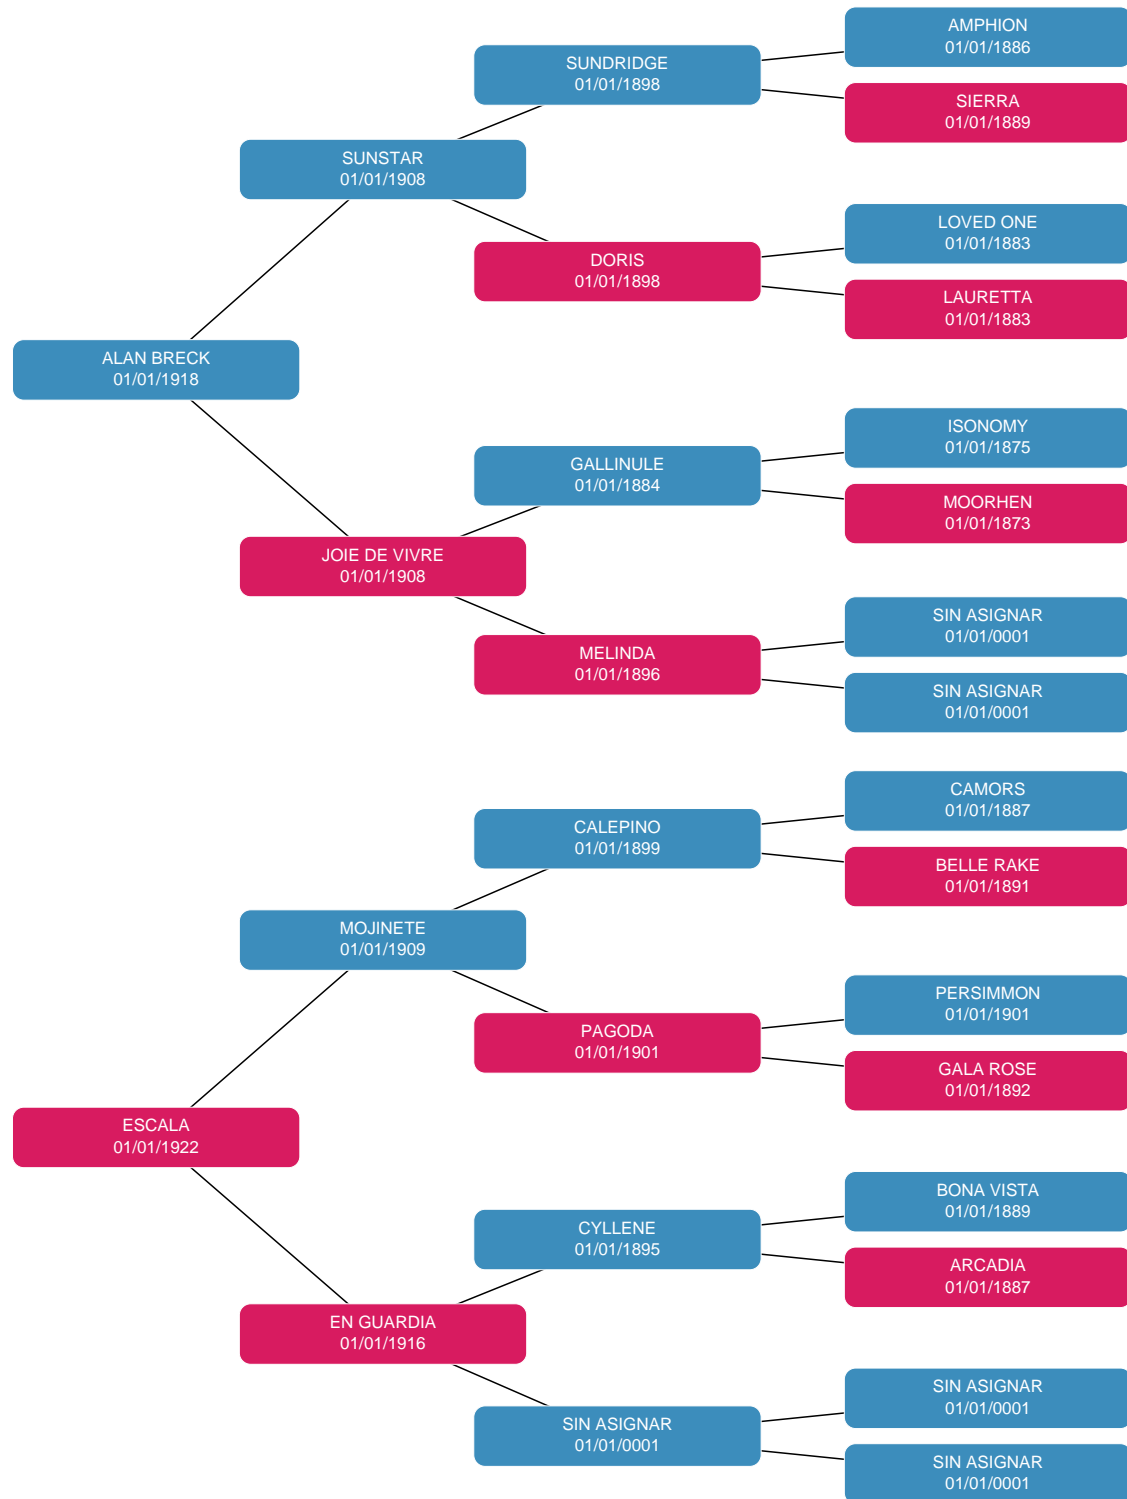 AMPHION
01/01/1886
SUNDRIDGE
01/01/1898
SIERRA
01/01/1889
SUNSTAR
01/01/1908
LOVED ONE
01/01/1883
DORIS
01/01/1898
LAURETTA
01/01/1883
ALAN BRECK
01/01/1918
ISONOMY
01/01/1875
GALLINULE
01/01/1884
MOORHEN
01/01/1873
JOIE DE VIVRE
01/01/1908
SIN ASIGNAR
01/01/0001
MELINDA
01/01/1896
SIN ASIGNAR
01/01/0001
CAMORS
01/01/1887
CALEPINO
01/01/1899
BELLE RAKE
01/01/1891
MOJINETE
01/01/1909
PERSIMMON
01/01/1901
PAGODA
01/01/1901
GALA ROSE
01/01/1892
ESCALA
01/01/1922
BONA VISTA
01/01/1889
CYLLENE
01/01/1895
ARCADIA
01/01/1887
EN GUARDIA
01/01/1916
SIN ASIGNAR
01/01/0001
SIN ASIGNAR
01/01/0001
SIN ASIGNAR
01/01/0001